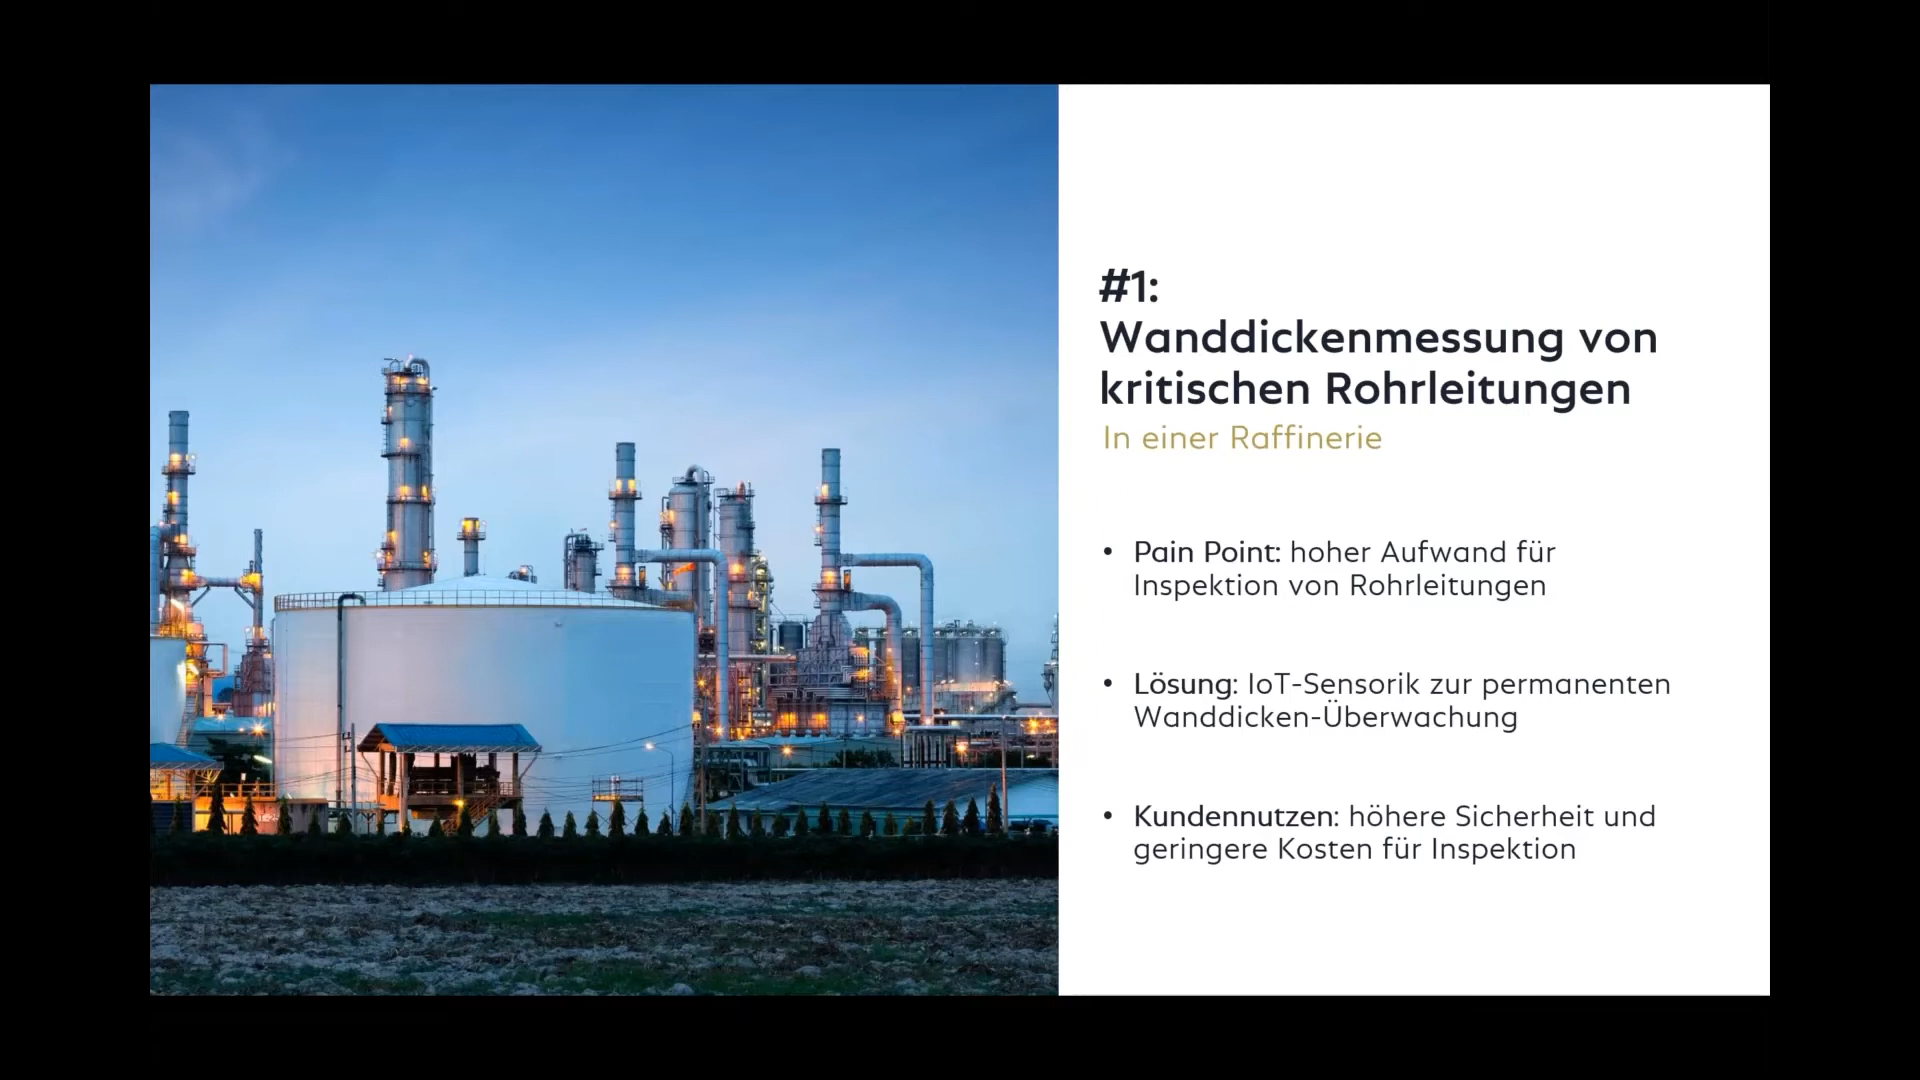 #1:
Wanddickenmessung von
kritischen Rohrleitungen
In einer Raffinerie
• Pain Point: hoher Aufwand für
Inspektion von Rohrleitungen
• Lösung: IoT-Sensorik zur permanenten
Wanddicken-Überwachung
• Kundennutzen: höhere Sicherheit und
geringere Kosten für Inspektion